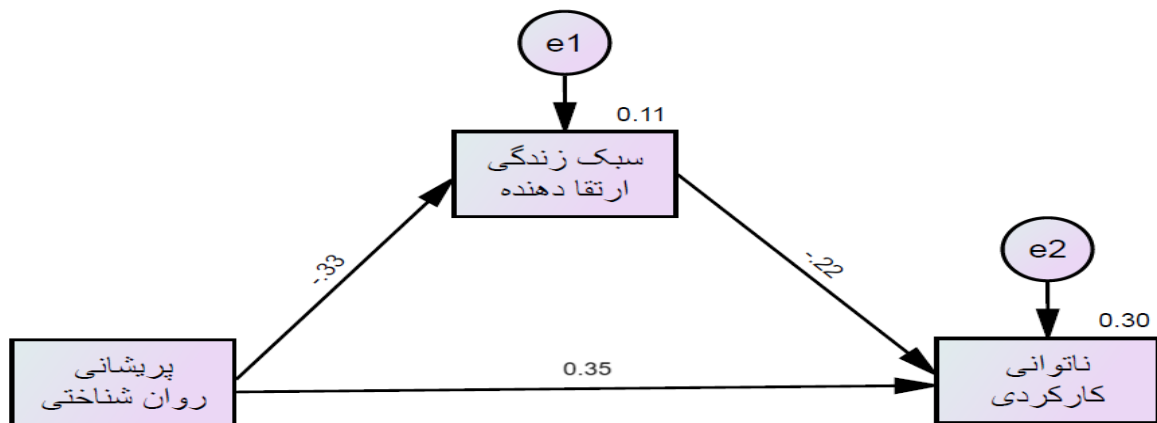 e1
0.11
سبک زندگی
ارتقا دهنده
-.33
-.22
e2
0.30
پریشانی
روان شناختی
0.35
ناتوانی
کارکردی